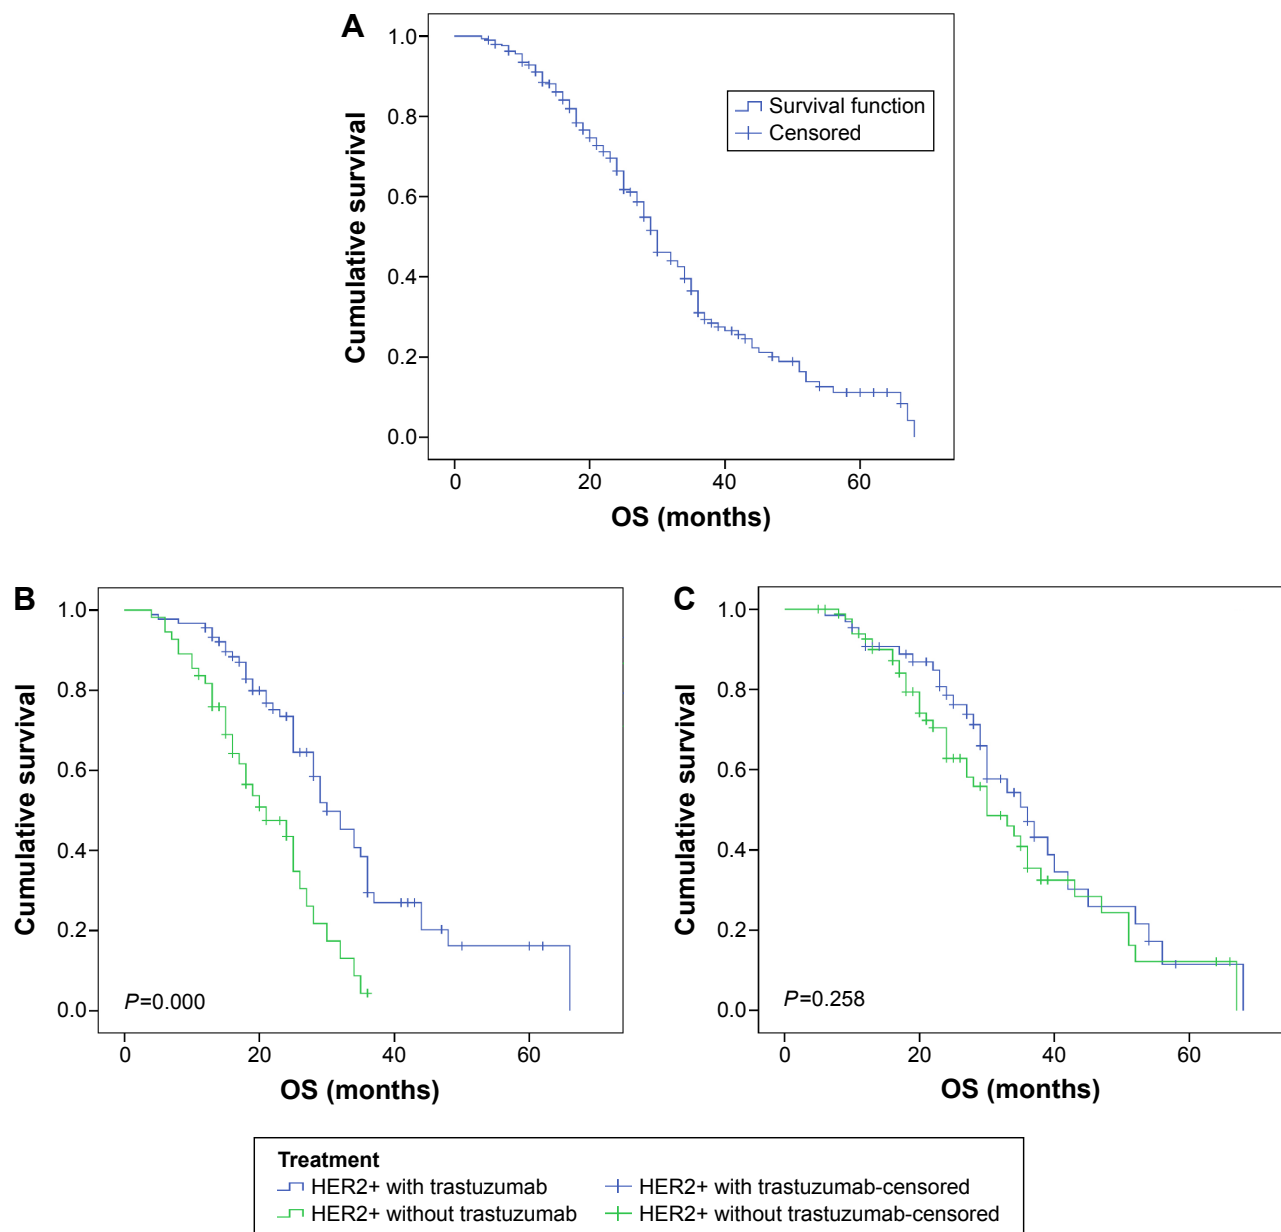 A
1.0
0.8
0.6
0.4
0.2
0.0
Cumulative survival
Survival function
Censored
0 20 40 60
OS (months)
B
1.0
0.8
0.6
0.4
0.2
0.0
Cumulative survival
P=0.000
0 20 40 60
OS (months)
C
1.0
0.8
0.6
0.4
0.2
0.0
Cumulative survival
P=0.258
0 20 40 60
OS (months)
Treatment
HER2+ with trastuzumab HER2+ with trastuzumab-censored
HER2+ without trastuzumab HER2+ without trastuzumab-censored